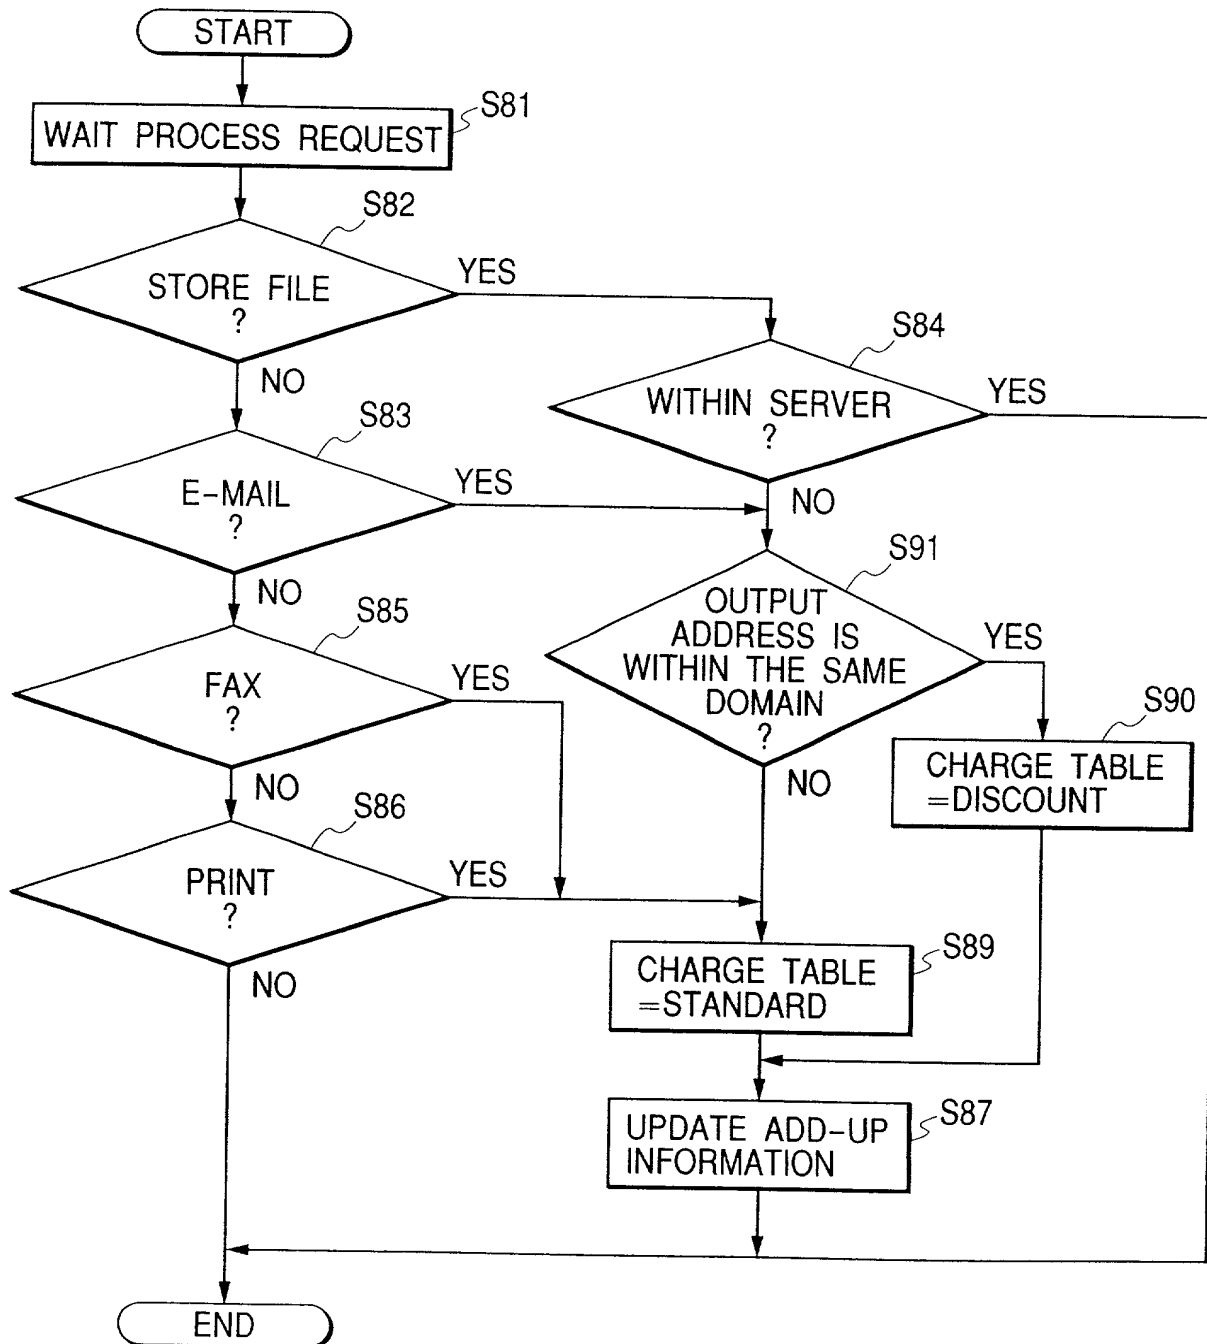 START
S81
WAIT PROCESS REQUEST
S82
STORE FILE
?
YES
NO
S84
WITHIN SERVER
?
YES
NO
S83
E-MAIL
?
YES
NO
S91
OUTPUT
ADDRESS IS
WITHIN THE SAME
DOMAIN
?
YES
NO
S85
FAX
?
YES
NO
S90
CHARGE TABLE
=DISCOUNT
S86
PRINT
?
YES
NO
S89
CHARGE TABLE
=STANDARD
S87
UPDATE ADD-UP
INFORMATION
END